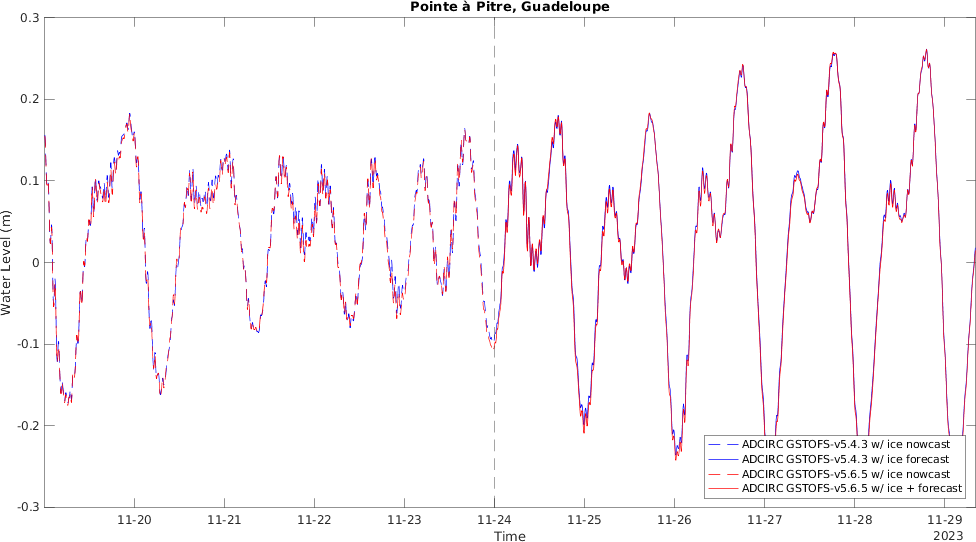 Pointe à Pitre, Guadeloupe
0.3
0.2
0.1
0
-0.1
-0.2
-0.3
Water Level (m)
ADCIRC GSTOFS-v5.4.3 w/ ice nowcast
ADCIRC GSTOFS-v5.4.3 w/ ice forecast
ADCIRC GSTOFS-v5.6.5 w/ ice nowcast
ADCIRC GSTOFS-v5.6.5 w/ ice + forecast
11-20 11-21 11-22 11-23 11-24 11-25 11-26 11-27 11-28 11-29
Time
2023